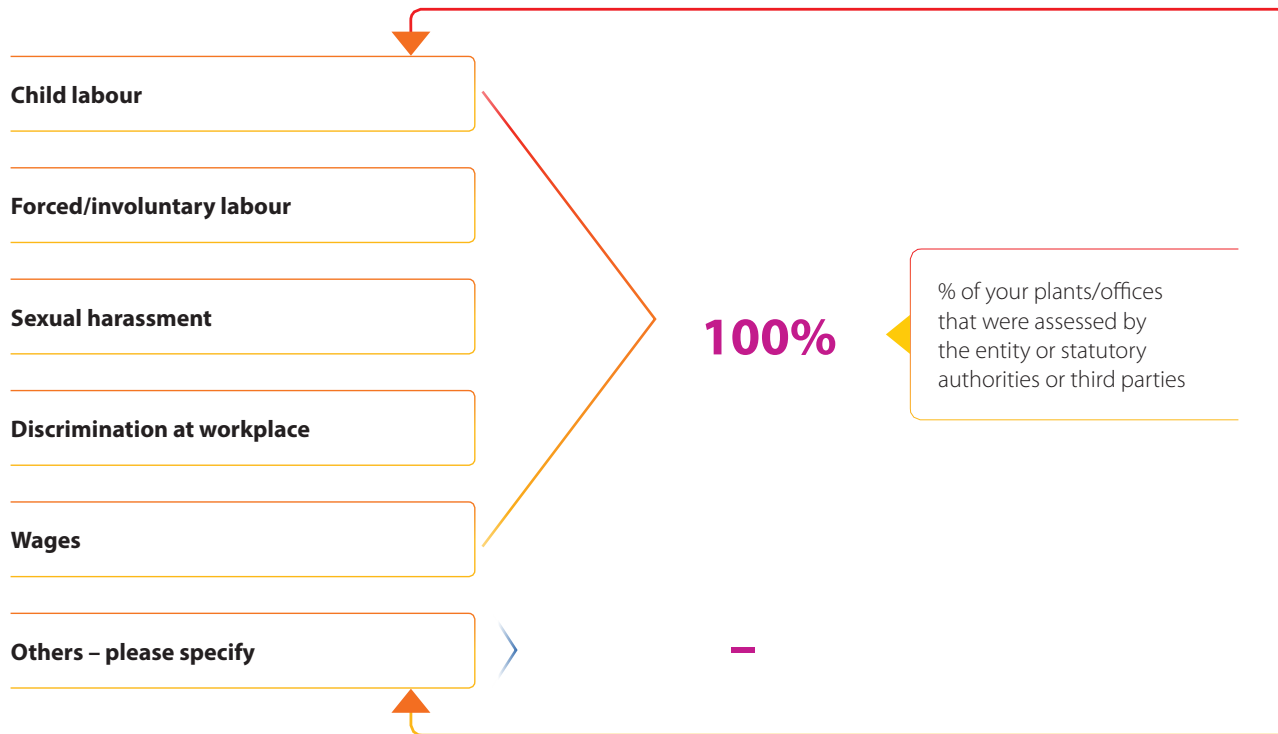 Child labour
Forced/involuntary labour
Sexual harassment
Discrimination at workplace
Wages
100%
% of your plants/offices
that were assessed by
the entity or statutory
authorities or third parties
Others – please specify
–